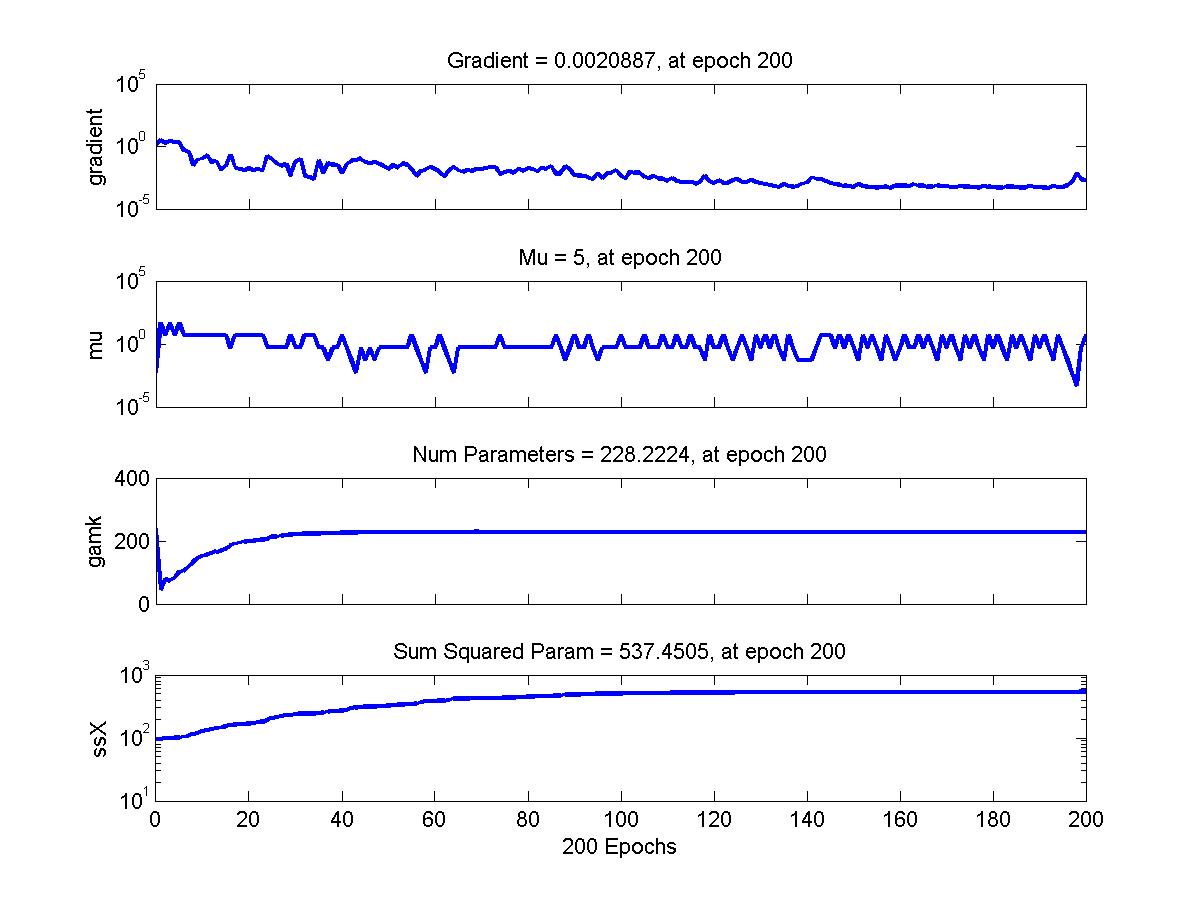 Gradient = 0.0020887, at epoch 200
10^5
10^0
10^-5
gradient
Mu = 5, at epoch 200
10^5
10^0
10^-5
mu
Num Parameters = 228.2224, at epoch 200
400
200
0
gamk
Sum Squared Param = 537.4505, at epoch 200
10^3
10^2
10^1
ssX
0 20 40 60 80 100 120 140 160 180 200
200 Epochs